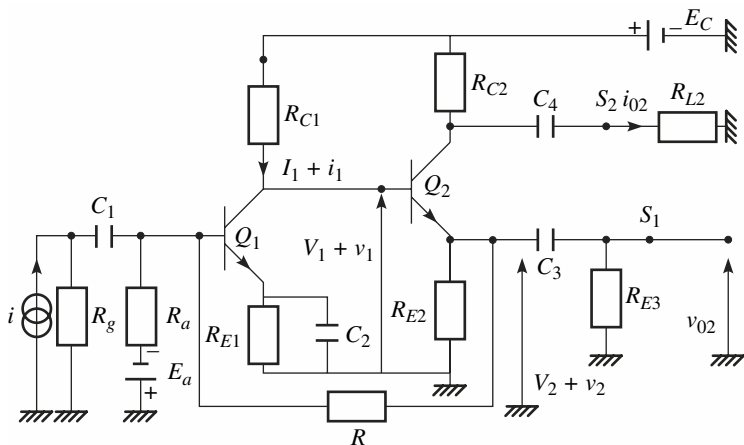 + − E_C
R_C1
R_C2
C_4 S_2 i_02 R_L2
I_1 + i_1
Q_2
C_1
Q_1
V_1 + v_1
S_1
C_3
i R_g R_a
R_E1 C_2 R_E2 R_E3
v_02
−
E_a
+
V_2 + v_2
R